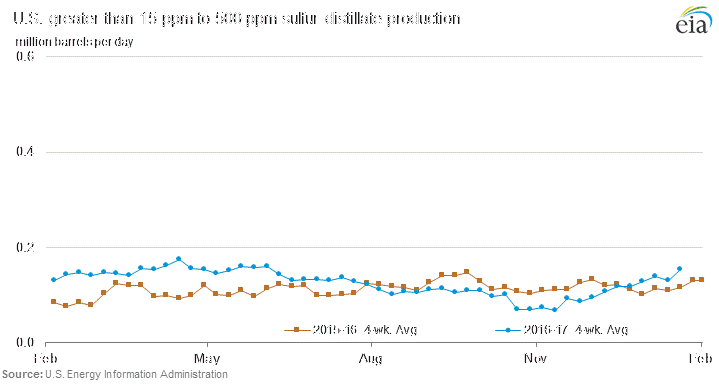 U.S. greater than 15 ppm to 500 ppm sulfur distillate production
million barrels per day
eia
0.6
0.4
0.2
0.0
2015-16 4-wk. Avg
2016-17 4-wk. Avg
Feb May Aug Nov Feb
Source: U.S. Energy Information Administration